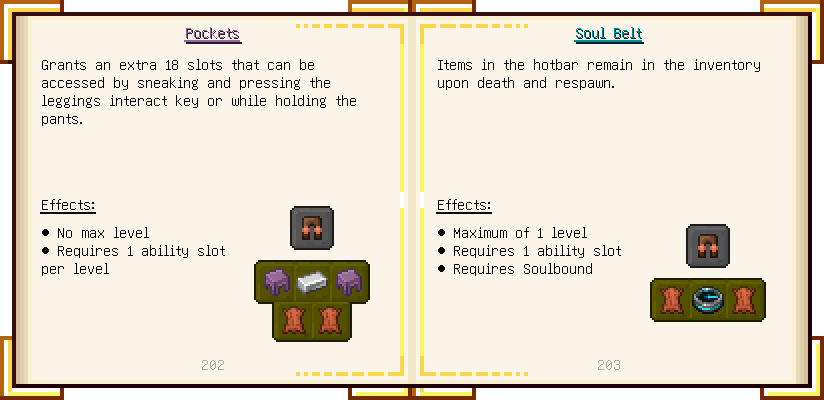 Pockets
Grants an extra 18 slots that can be
accessed by sneaking and pressing the
leggings interact key or while holding the
pants.
Effects:
● No max level
● Requires 1 ability slot
per level
202
Soul Belt
Items in the hotbar remain in the inventory
upon death and respawn.
Effects:
● Maximum of 1 level
● Requires 1 ability slot
● Requires Soulbound
203